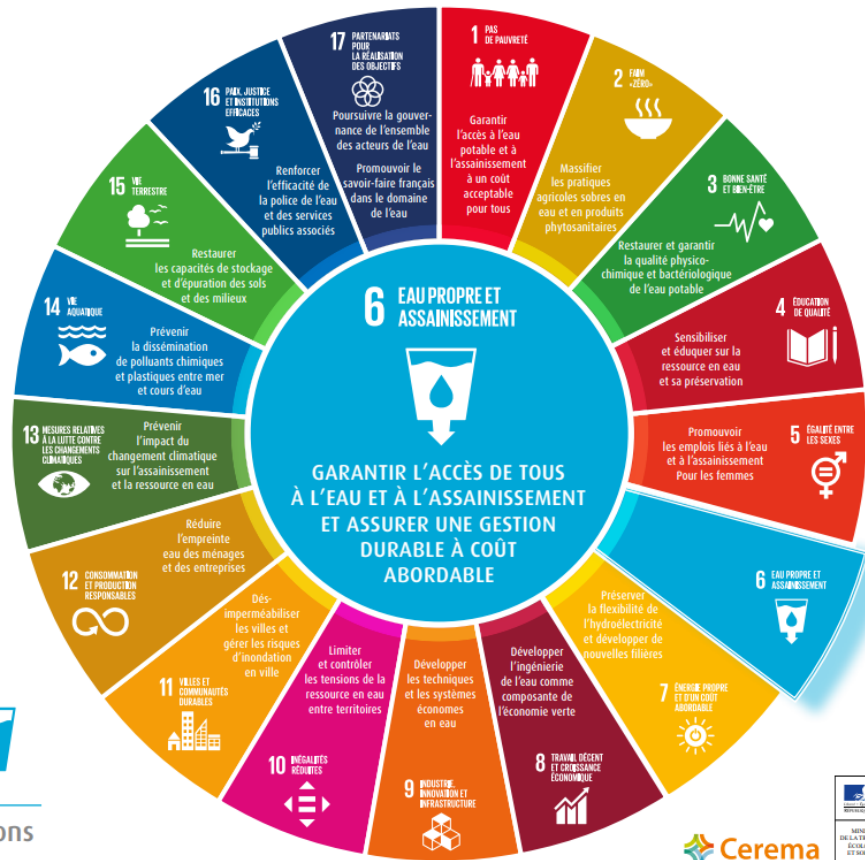 17 PARTENARIATS
POUR
LA RÉALISATION
DES OBJECTIFS
Poursuivre la gouver-
nance de l'ensemble
des acteurs de l'eau
Promouvoir le
savoir-faire français
dans le domaine
de l'eau
1 PAS
DE PAUVRETÉ
Garantir
l'accès à l'eau
potable et à
l'assainissement
à un coût
acceptable
pour tous
2 FAIM
«ZÉRO»
Massifier
les pratiques
agricoles sobres en
eau et en produits
phytosanitaires
3 BONNE SANTÉ
ET BIEN-ÊTRE
Restaurer et garantir
la qualité physico-
chimique et bactériologique
de l'eau potable
4 ÉDUCATION
DE QUALITÉ
Sensibiliser
et éduquer sur la
ressource en eau
et sa préservation
5 ÉGALITÉ ENTRE
LES SEXES
Promouvoir
les emplois liés à l'eau
et à l'assainissement
Pour les femmes
6 EAU PROPRE ET
ASSAINISSEMENT
7 ÉNERGIE PROPRE
ET D'UN COÛT
ABORDABLE
Préserver
la flexibilité de
l'hydroélectricité
et développer de
nouvelles filières
8 TRAVAIL DÉCENT
ET CROISSANCE
ÉCONOMIQUE
Développer
l'ingénierie
de l'eau comme
composante de
l'économie verte
9 INDUSTRIE,
INNOVATION ET
INFRASTRUCTURE
Développer
les techniques
et les systèmes
économes
en eau
10 INÉGALITÉS
RÉDUITES
Limiter
et contrôler
les tensions de la
ressource en eau
entre territoires
11 VILLES ET
COMMUNAUTÉS
DURABLES
Dés-
imperméabiliser
les villes et
gérer les risques
d'inondation
en ville
12 CONSOMMATION
ET PRODUCTION
RESPONSABLES
Réduire
l'empreinte
eau des ménages
et des entreprises
13 MESURES RELATIVES
À LA LUTTE CONTRE
LES CHANGEMENTS
CLIMATIQUES
Prévenir
l'impact du
changement climatique
sur l'assainissement
et la ressource en eau
14 VIE
AQUATIQUE
Prévenir
la dissémination
de polluants chimiques
et plastiques entre mer
et cours d'eau
15 VIE
TERRESTRE
Restaurer
les capacités de stockage
et d'épuration des sols
et des milieux
16 PAIX, JUSTICE
ET INSTITUTIONS
EFFICACES
Renforcer
l'efficacité de
la police de l'eau
et des services
publics associés
6 EAU PROPRE ET
ASSAINISSEMENT
GARANTIR L'ACCÈS DE TOUS
À L'EAU ET À L'ASSAINISSEMENT
ET ASSURER UNE GESTION
DURABLE À COÛT
ABORDABLE
ons
Cerema